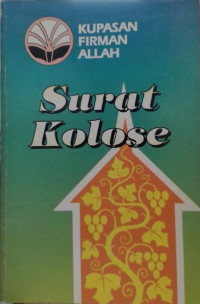 KUPASAN
FIRMAN
ALLAH
Surat
Kolose